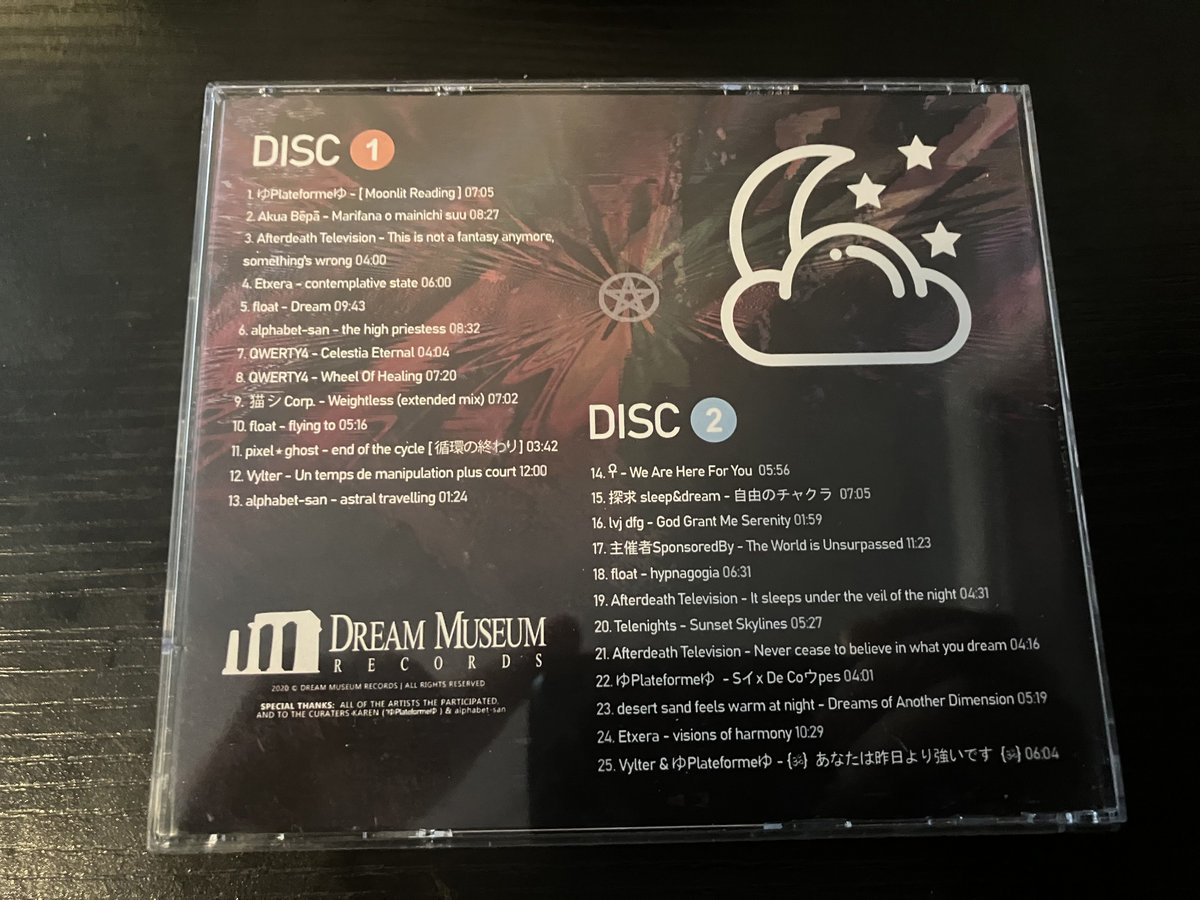 DISC 1
1. ゆPlateformeゆ - [ Moonlit Reading ] 07:05
2. Akua Bēpā - Marifana o mainichi suu 08:27
3. Afterdeath Television - This is not a fantasy anymore,
something's wrong 04:00
4. Etxera - contemplative state 06:00
5. float - Dream 09:43
6. alphabet-san - the high priestess 08:32
7. QWERTY4 - Celestia Eternal 04:04
8. QWERTY4 - Wheel Of Healing 07:20
9. 猫 シ Corp. - Weightless (extended mix) 07:02
10. float - flying to 05:16
11. pixel⋆ghost - end of the cycle [ 循環の終わり ] 03:42
12. Vylter - Un temps de manipulation plus court 12:00
13. alphabet-san - astral travelling 01:24
DREAM MUSEUM
RECORDS
2020 © DREAM MUSEUM RECORDS | ALL RIGHTS RESERVED
SPECIAL THANKS: ALL OF THE ARTISTS THE PARTICIPATED,
AND TO THE CURATERS KAREN (ゆPlateformeゆ ) & alphabet-san
DISC 2
14. ♀ - We Are Here For You 05:56
15. 探求 sleep&dream - 自由のチャクラ 07:05
16. lvj dfg - God Grant Me Serenity 01:59
17. 主催者SponsoredBy - The World is Unsurpassed 11:23
18. float - hypnagogia 06:31
19. Afterdeath Television - It sleeps under the veil of the night 04:31
20. Telenights - Sunset Skylines 05:27
21. Afterdeath Television - Never cease to believe in what you dream 04:16
22. ゆPlateformeゆ - Sイx De Coウpes 04:01
23. desert sand feels warm at night - Dreams of Another Dimension 05:19
24. Etxera - visions of harmony 10:29
25. Vylter & ゆPlateformeゆ - あなたは昨日より強いです 06:04